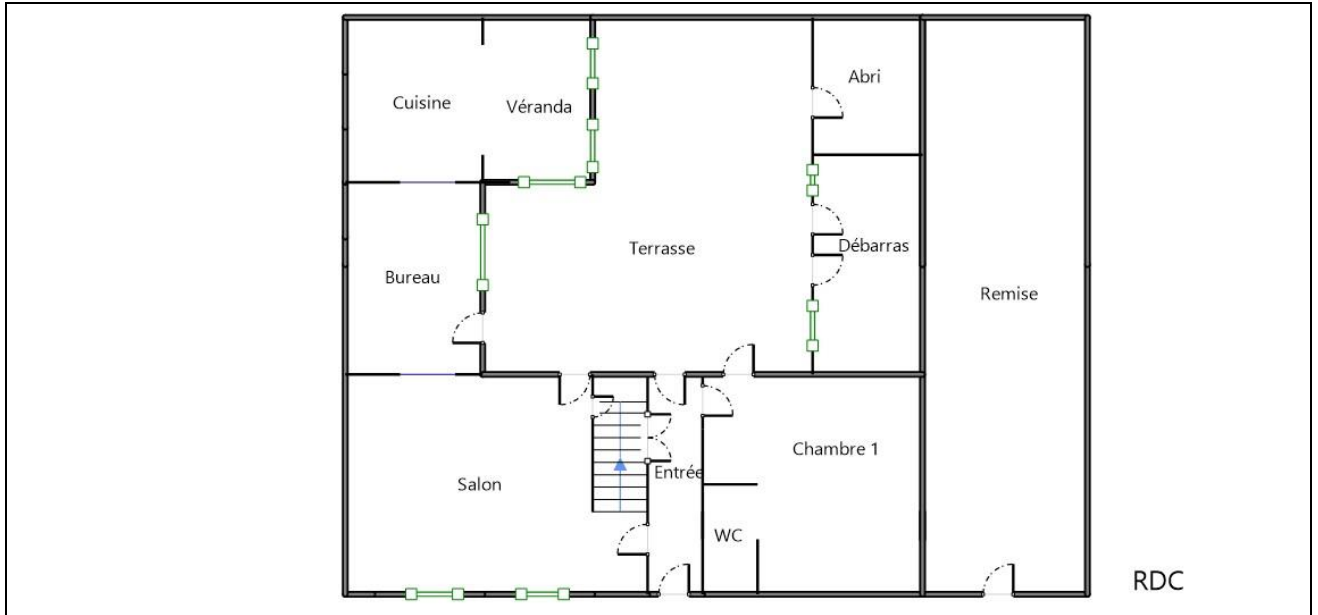 Abri
Cuisine
Véranda
Terrasse
Débarras
Bureau
Remise
Chambre 1
Entrée
Salon
WC
RDC